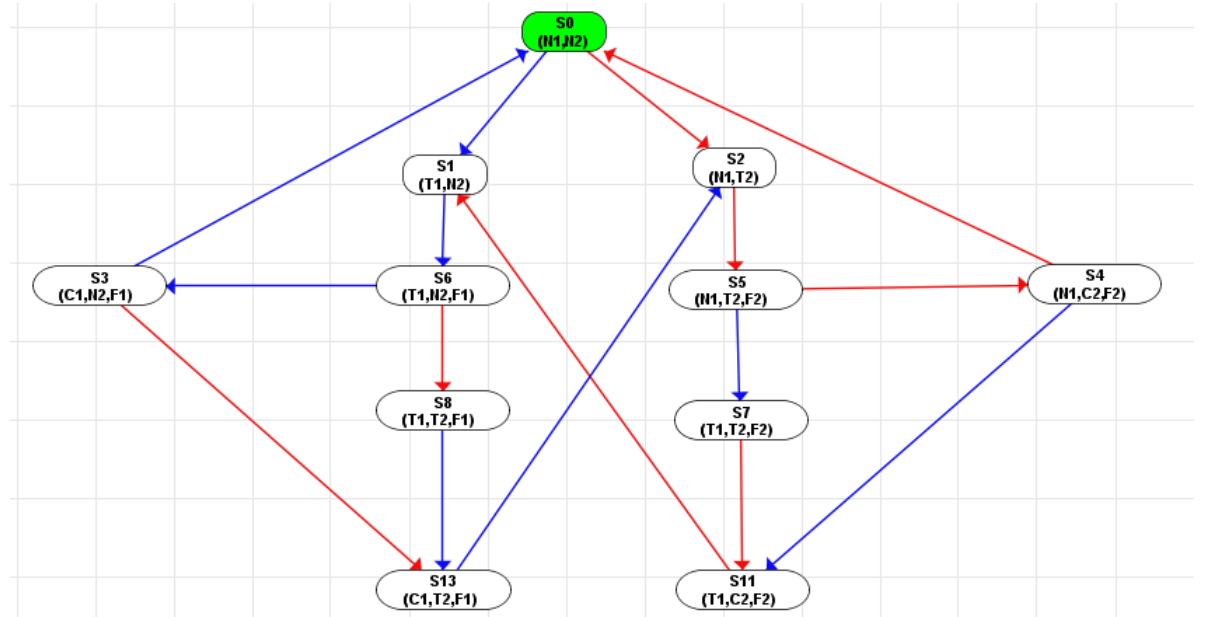 S0
(N1,N2)
S1
(T1,N2)
S2
(N1,T2)
S3
(C1,N2,F1)
S6
(T1,N2,F1)
S5
(N1,T2,F2)
S4
(N1,C2,F2)
S8
(T1,T2,F1)
S7
(T1,T2,F2)
S13
(C1,T2,F1)
S11
(T1,C2,F2)